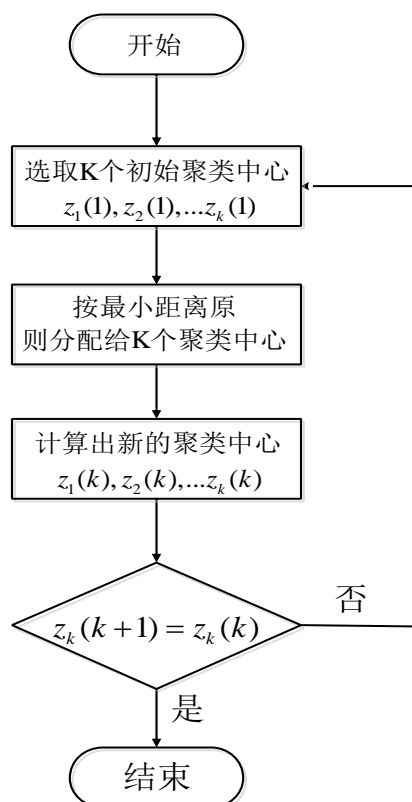 开始
选取K个初始聚类中心
z₁(1), z₂(1),...zₖ(1)
按最小距离原
则分配给K个聚类中心
计算出新的聚类中心
z₁(k), z₂(k),...zₖ(k)
zₖ(k+1) = zₖ(k)
否
是
结束